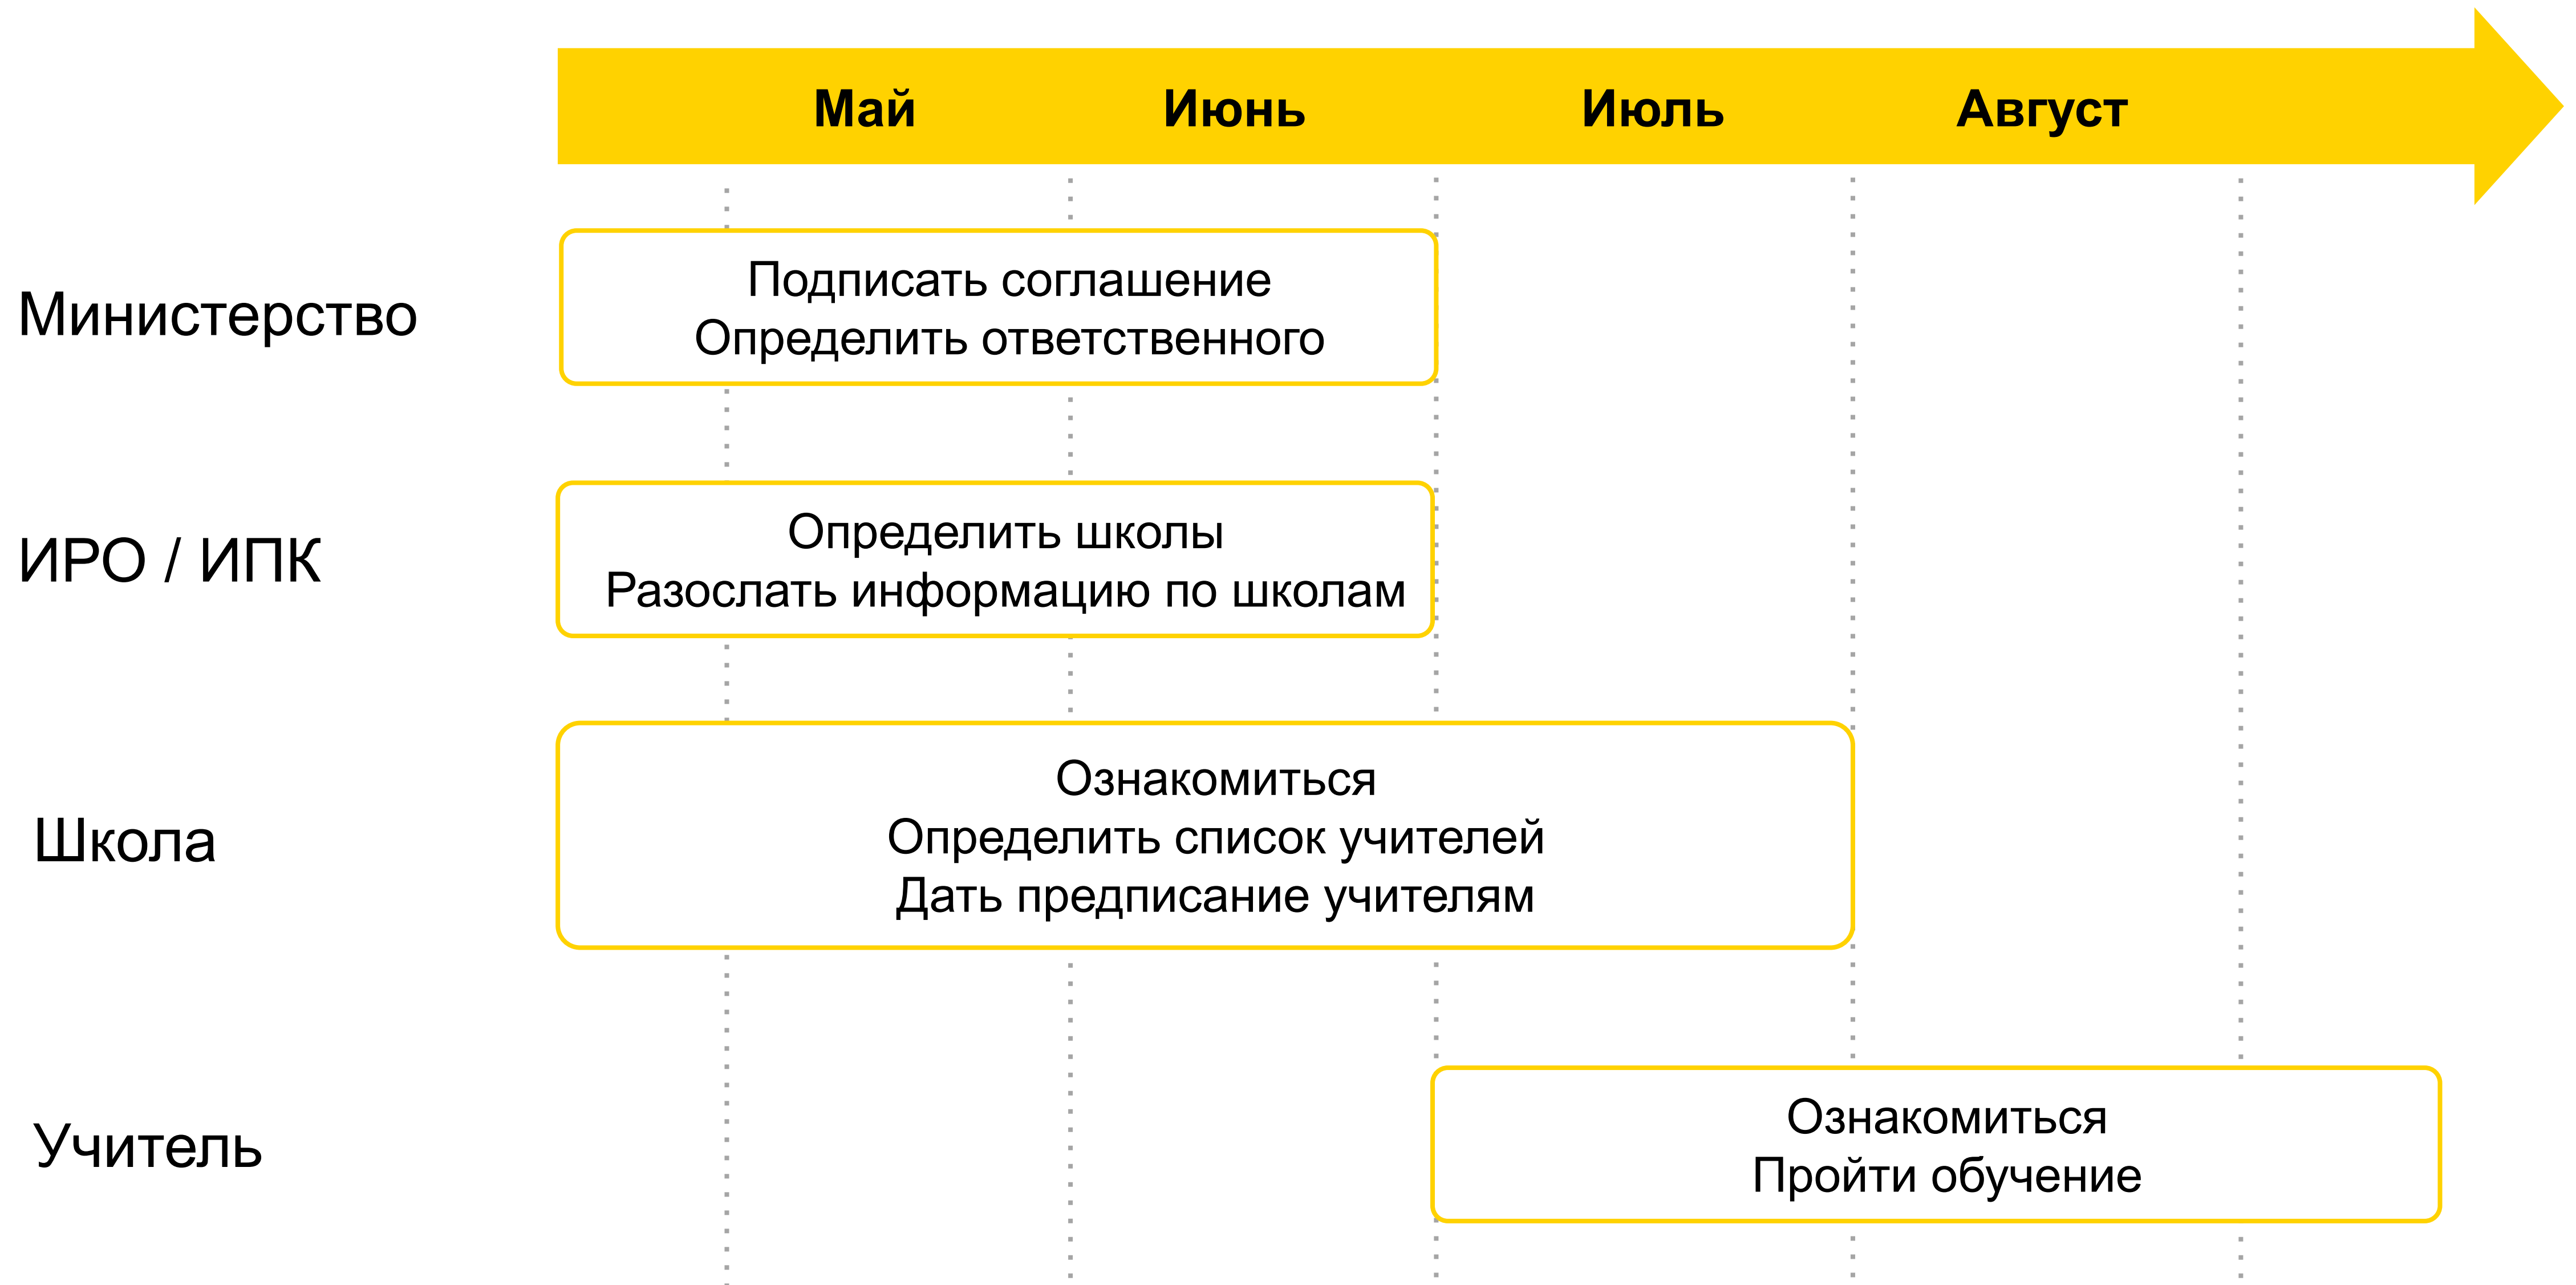 Май Июнь Июль Август
Министерство
Подписать соглашение
Определить ответственного
ИРО / ИПК
Определить школы
Разослать информацию по школам
Школа
Ознакомиться
Определить список учителей
Дать предписание учителям
Учитель
Ознакомиться
Пройти обучение